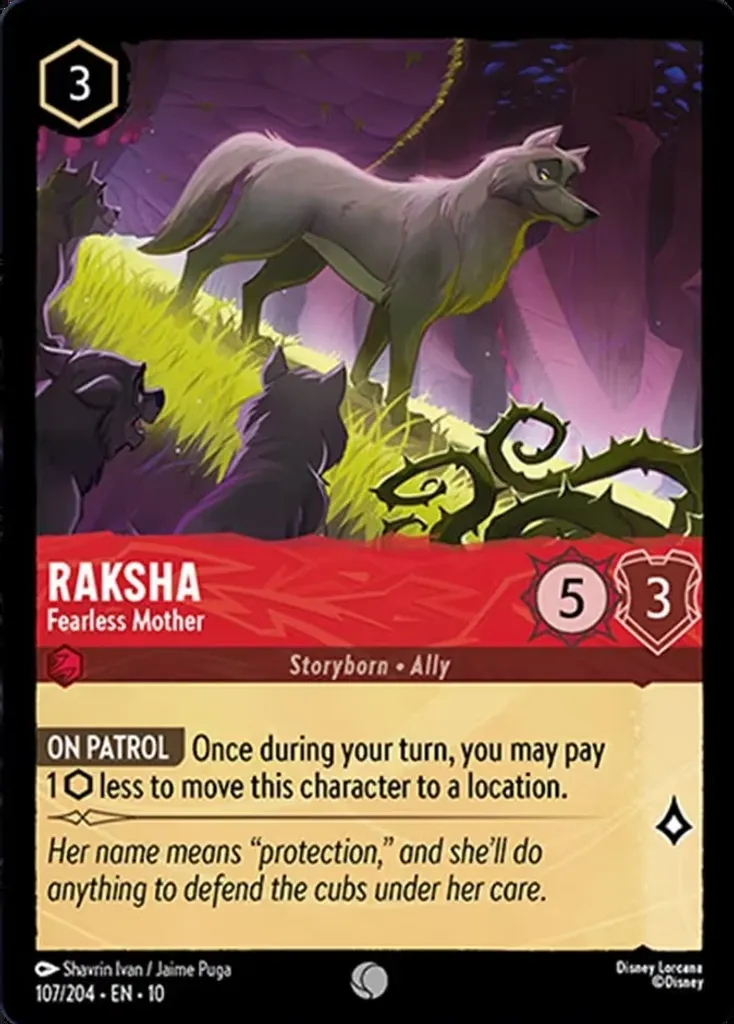 3
RAKSHA
Fearless Mother
5 3
Storyborn • Ally
ON PATROL Once during your turn, you may pay
1 ⬡ less to move this character to a location.
Her name means “protection,” and she’ll do
anything to defend the cubs under her care.
Shavrin Ivan / Jaime Puga
107/204 • EN • 10
Disney Lorcana
©Disney